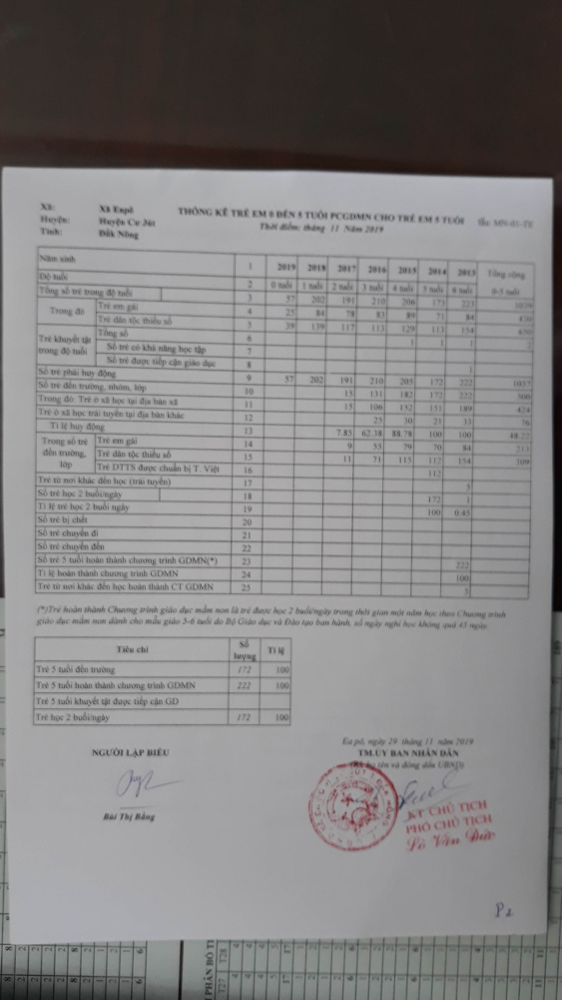 Xã: Xã Eapô THỐNG KÊ TRẺ EM 0 ĐẾN 5 TUỔI PCGDMN CHO TRẺ EM 5 TUỔI
Huyện: Huyện Cư Jút Thời điểm: tháng 11 Năm 2019
Tỉnh: Đăk Nông
Năm sinh 1 2019 2018 2017 2016 2015 2014 2013 Tổng cộng
Độ tuổi 2 0 tuổi 1 tuổi 2 tuổi 3 tuổi 4 tuổi 5 tuổi 6 tuổi 0-5 tuổi
Tổng số trẻ trong độ tuổi 3 57 202 191 210 206 173 223 1039
Trong đó Trẻ em gái 4 25 84 78 83 89 71 84 430
Trẻ dân tộc thiểu số 5 39 139 117 113 129 113 154 650
Trẻ khuyết tật trong độ tuổi Tổng số 6 1 1 1 2
Số trẻ có khả năng học tập 7
Số trẻ được tiếp cận giáo dục 8 1
Số trẻ phải huy động 9 57 202 191 210 205 172 222 1037
Số trẻ đến trường, nhóm, lớp 10 15 131 182 172 222 500
Trong đó: Trẻ ở xã học tại địa bàn xã 11 15 106 152 151 189 424
Trẻ ở xã học trái tuyến tại địa bàn khác 12 25 30 21 33 76
Tỉ lệ huy động 13 7.85 62.38 88.78 100 100 48.22
Trong số trẻ đến trường, lớp Trẻ em gái 14 9 55 79 70 84 213
Trẻ dân tộc thiểu số 15 11 71 115 112 154 309
Trẻ DTTS được chuẩn bị T. Việt 16 112
Trẻ từ nơi khác đến học (trái tuyến) 17 5
Số trẻ học 2 buổi/ngày 18 172 1
Tỉ lệ trẻ học 2 buổi ngày 19 100 0.45
Số trẻ bị chết 20
Số trẻ chuyển đi 21
Số trẻ chuyển đến 22
Số trẻ 5 tuổi hoàn thành chương trình GDMN(*) 23 222
Tỉ lệ hoàn thành chương trình GDMN 24 100
Trẻ từ nơi khác đến học hoàn thành CT GDMN 25 5
(*)Trẻ hoàn thành Chương trình giáo dục mầm non là trẻ được học 2 buổi/ngày trong thời gian một năm học theo Chương trình
giáo dục mầm non dành cho mẫu giáo 5-6 tuổi do Bộ Giáo dục và Đào tạo ban hành, số ngày nghỉ học không quá 45 ngày.
Tiêu chí Số lượng Tỉ lệ
Trẻ 5 tuổi đến trường 172 100
Trẻ 5 tuổi hoàn thành chương trình GDMN 222 100
Trẻ 5 tuổi khuyết tật được tiếp cận GD
Trẻ học 2 buổi/ngày 172 100
Ea pô, ngày 29 tháng 11 năm 2019
NGƯỜI LẬP BIỂU TM.ỦY BAN NHÂN DÂN
tên và đóng dấu UBND)
KT CHỦ TỊCH
PHÓ CHỦ TỊCH
Bùi Thị Bằng
Lò Văn Đức
P2
PHÂN BỔ
T28
T27